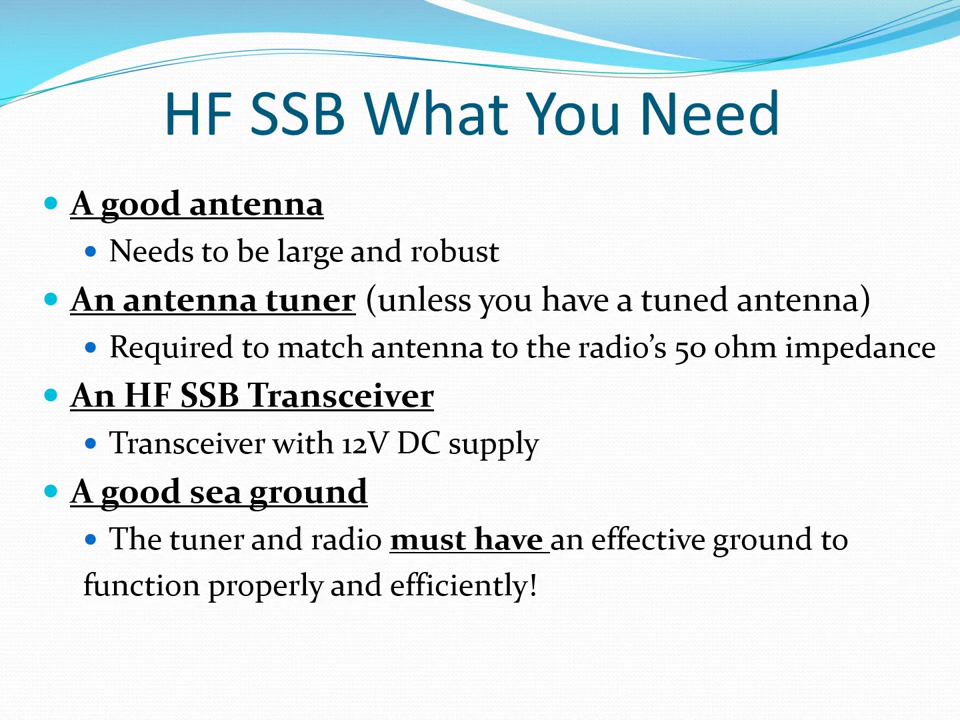 HF SSB What You Need
• A good antenna
• Needs to be large and robust
• An antenna tuner (unless you have a tuned antenna)
• Required to match antenna to the radio’s 50 ohm impedance
• An HF SSB Transceiver
• Transceiver with 12V DC supply
• A good sea ground
• The tuner and radio must have an effective ground to
function properly and efficiently!